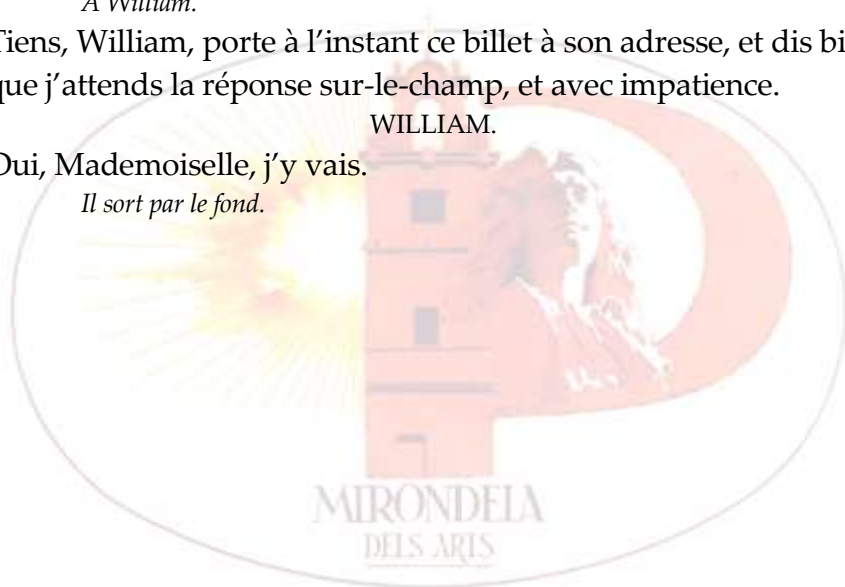 À William.
Tiens, William, porte à l’instant ce billet à son adresse, et dis bi
que j’attends la réponse sur-le-champ, et avec impatience.
WILLIAM.
Oui, Mademoiselle, j’y vais.
Il sort par le fond.
MIRONDELA
DELS ARTS